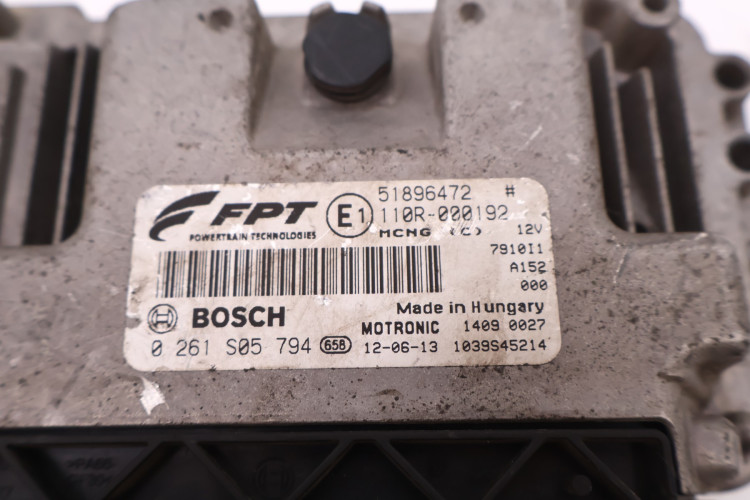 FPT
POWERTRAIN TECHNOLOGIES
E1
51896472 #
110R-000192
MCNG (C) 12V
7910I1
A152
000
BOSCH
Made in Hungary
MOTRONIC 1409 0027
0 261 S05 794 658 12-06-13 1039S45214